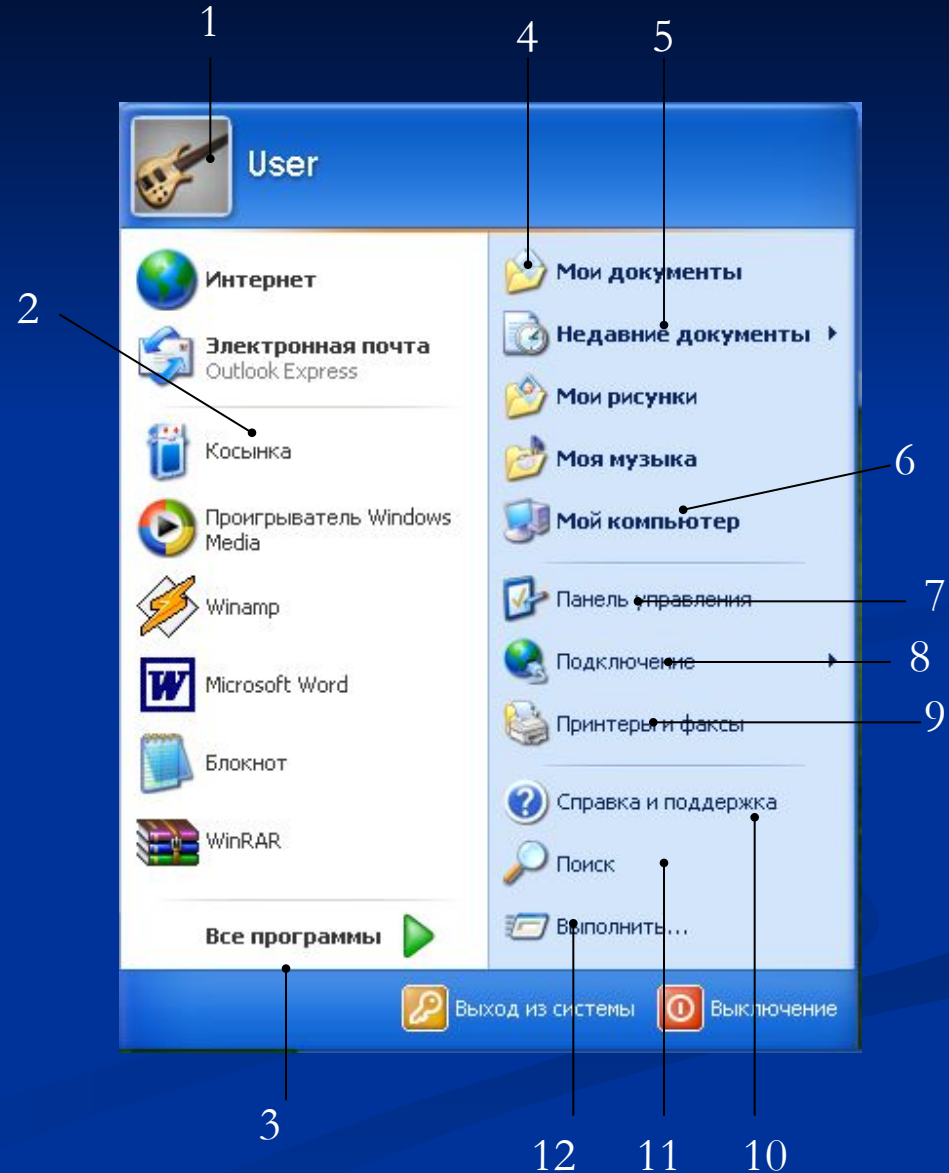 1
4
5
User
Интернет
Электронная почта
Outlook Express
2
Косынка
Проигрыватель Windows
Media
Winamp
Microsoft Word
Блокнот
WinRAR
Все программы
Мои документы
Недавние документы
Мои рисунки
Моя музыка
6
Мой компьютер
Панель управления
7
Подключение
8
Принтеры и факсы
9
Справка и поддержка
Поиск
Выполнить...
Выход из системы
Выключение
3
12
11
10